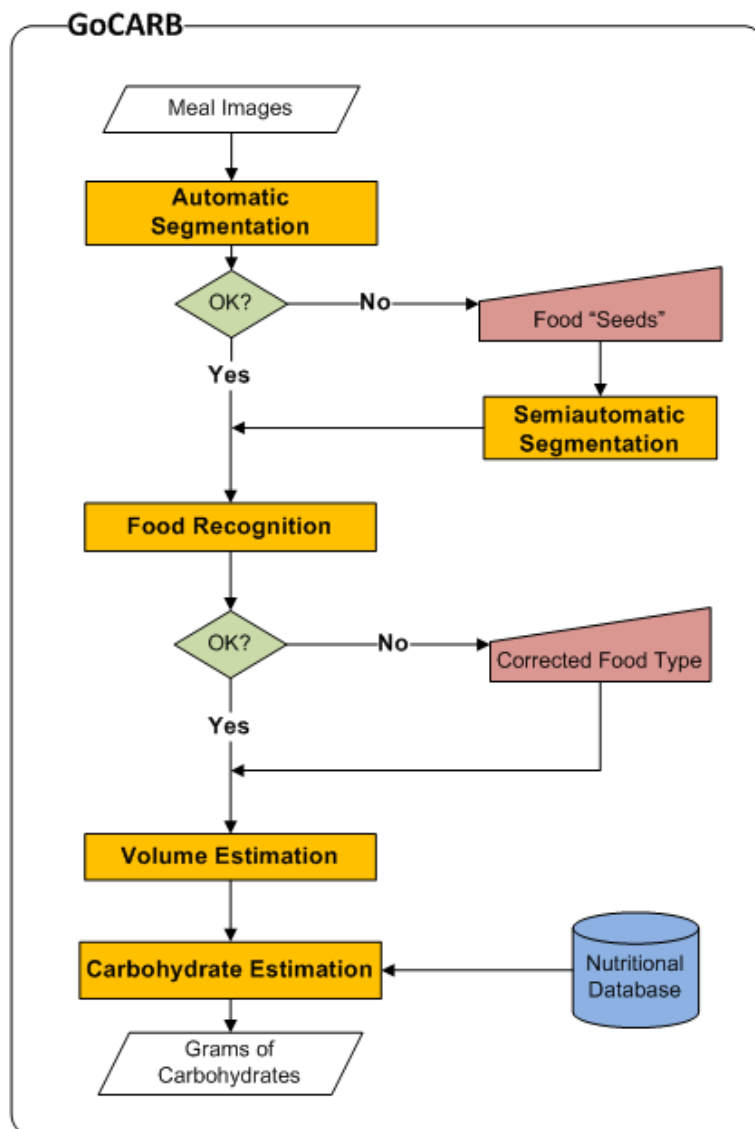 GoCARB
Meal Images
Automatic
Segmentation
OK?
No
Food “Seeds”
Yes
Semiautomatic
Segmentation
Food Recognition
OK?
No
Corrected Food Type
Yes
Volume Estimation
Carbohydrate Estimation
Nutritional
Database
Grams of
Carbohydrates